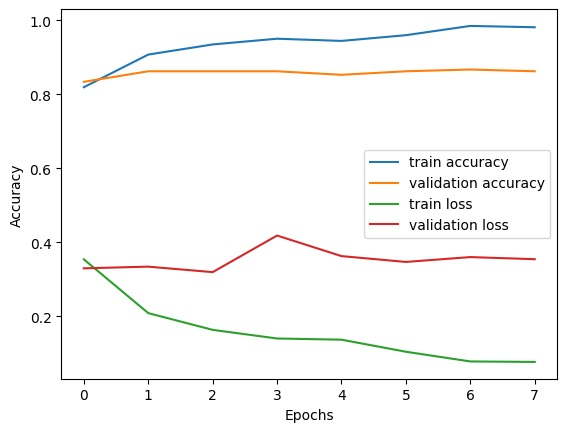 1.0
0.8
0.6
0.4
0.2
Accuracy
train accuracy
validation accuracy
train loss
validation loss
0 1 2 3 4 5 6 7
Epochs